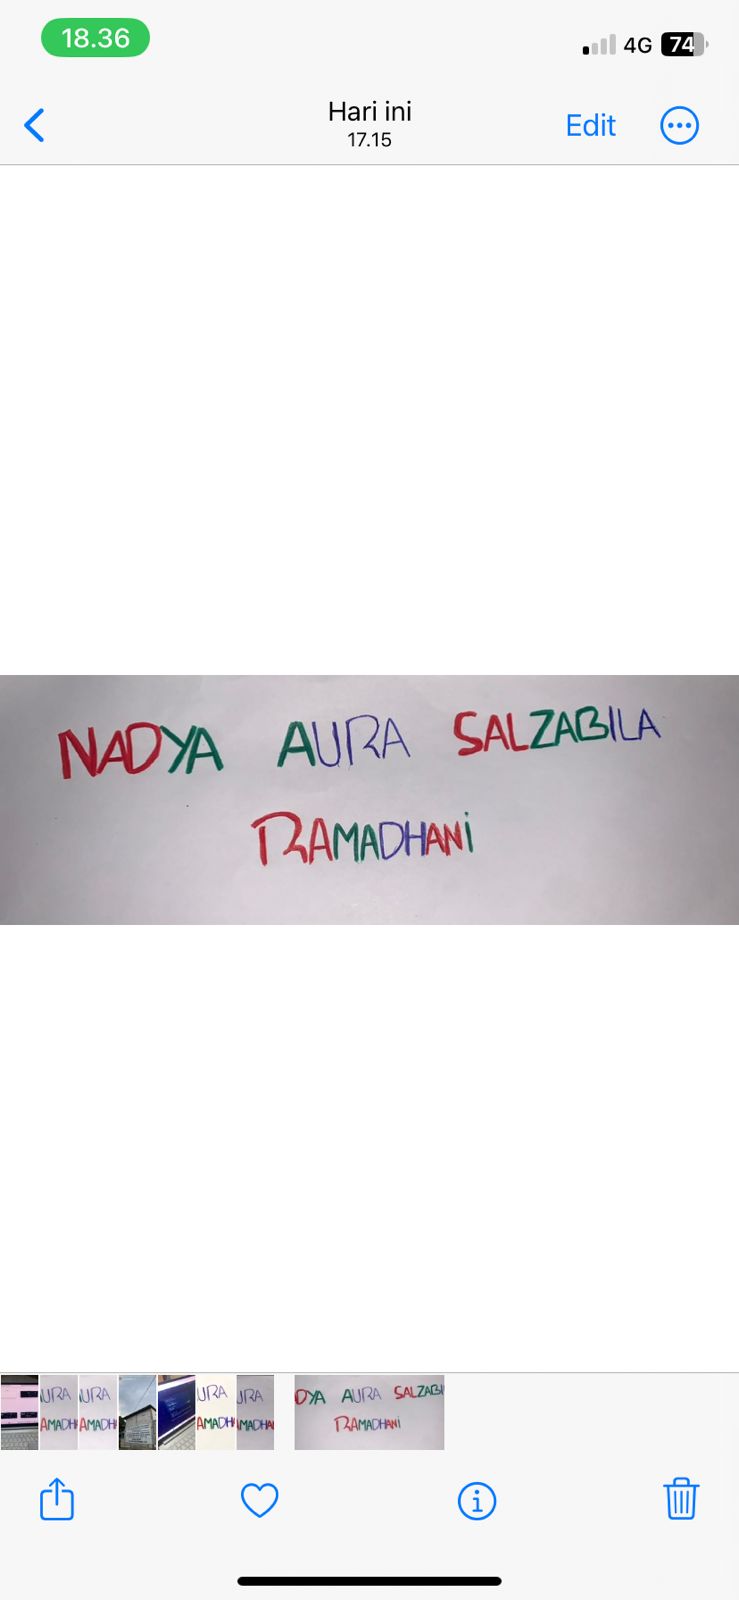 18.36
4G 74
Hari ini
17.15
Edit
NADYA AURA SALZABILA
RAMADHANi
URA URA URA URA DYA AURA SALZABI
AMADH AMADH AMADH MADHA RAMADHANi